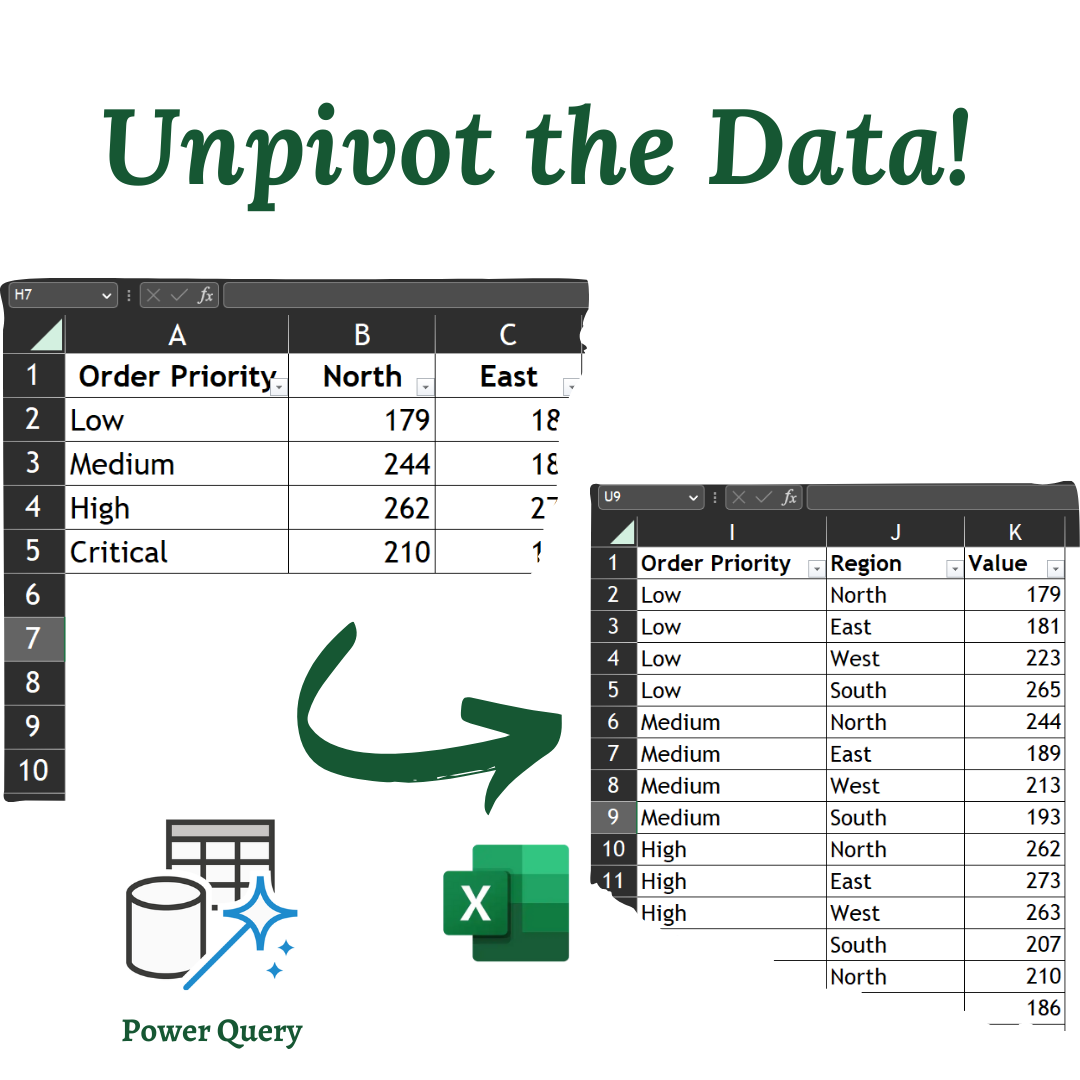 Unpivot the Data!
H7 fx
A B C
1 Order Priority North East
2 Low 179 18
3 Medium 244 18
4 High 262
5 Critical 210
6
7
8
9
10
U9 fx
I J K
1 Order Priority Region Value
2 Low North 179
3 Low East 181
4 Low West 223
5 Low South 265
6 Medium North 244
7 Medium East 189
8 Medium West 213
9 Medium South 193
10 High North 262
11 High East 273
High West 263
South 207
North 210
186
X
Power Query